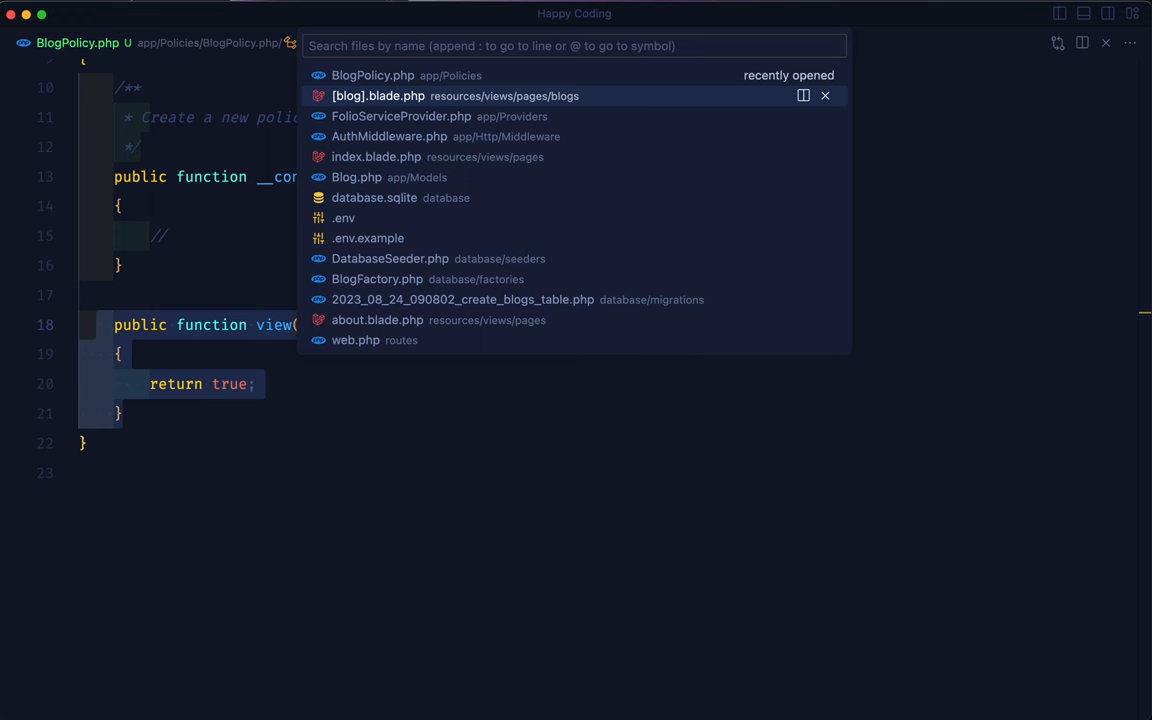 Happy Coding
BlogPolicy.php U app/Policies/BlogPolicy.php/
Search files by name (append : to go to line or @ to go to symbol)
BlogPolicy.php app/Policies recently opened
[blog].blade.php resources/views/pages/blogs
FolioServiceProvider.php app/Providers
AuthMiddleware.php app/Http/Middleware
index.blade.php resources/views/pages
Blog.php app/Models
database.sqlite database
.env
.env.example
DatabaseSeeder.php database/seeders
BlogFactory.php database/factories
2023_08_24_090802_create_blogs_table.php database/migrations
about.blade.php resources/views/pages
web.php routes
{
10 /**
11 * Create a new polic
12 */
13 public function __con
14 {
15 //
16 }
17
18 public function view(
19 {
20 return true;
21 }
22 }
23